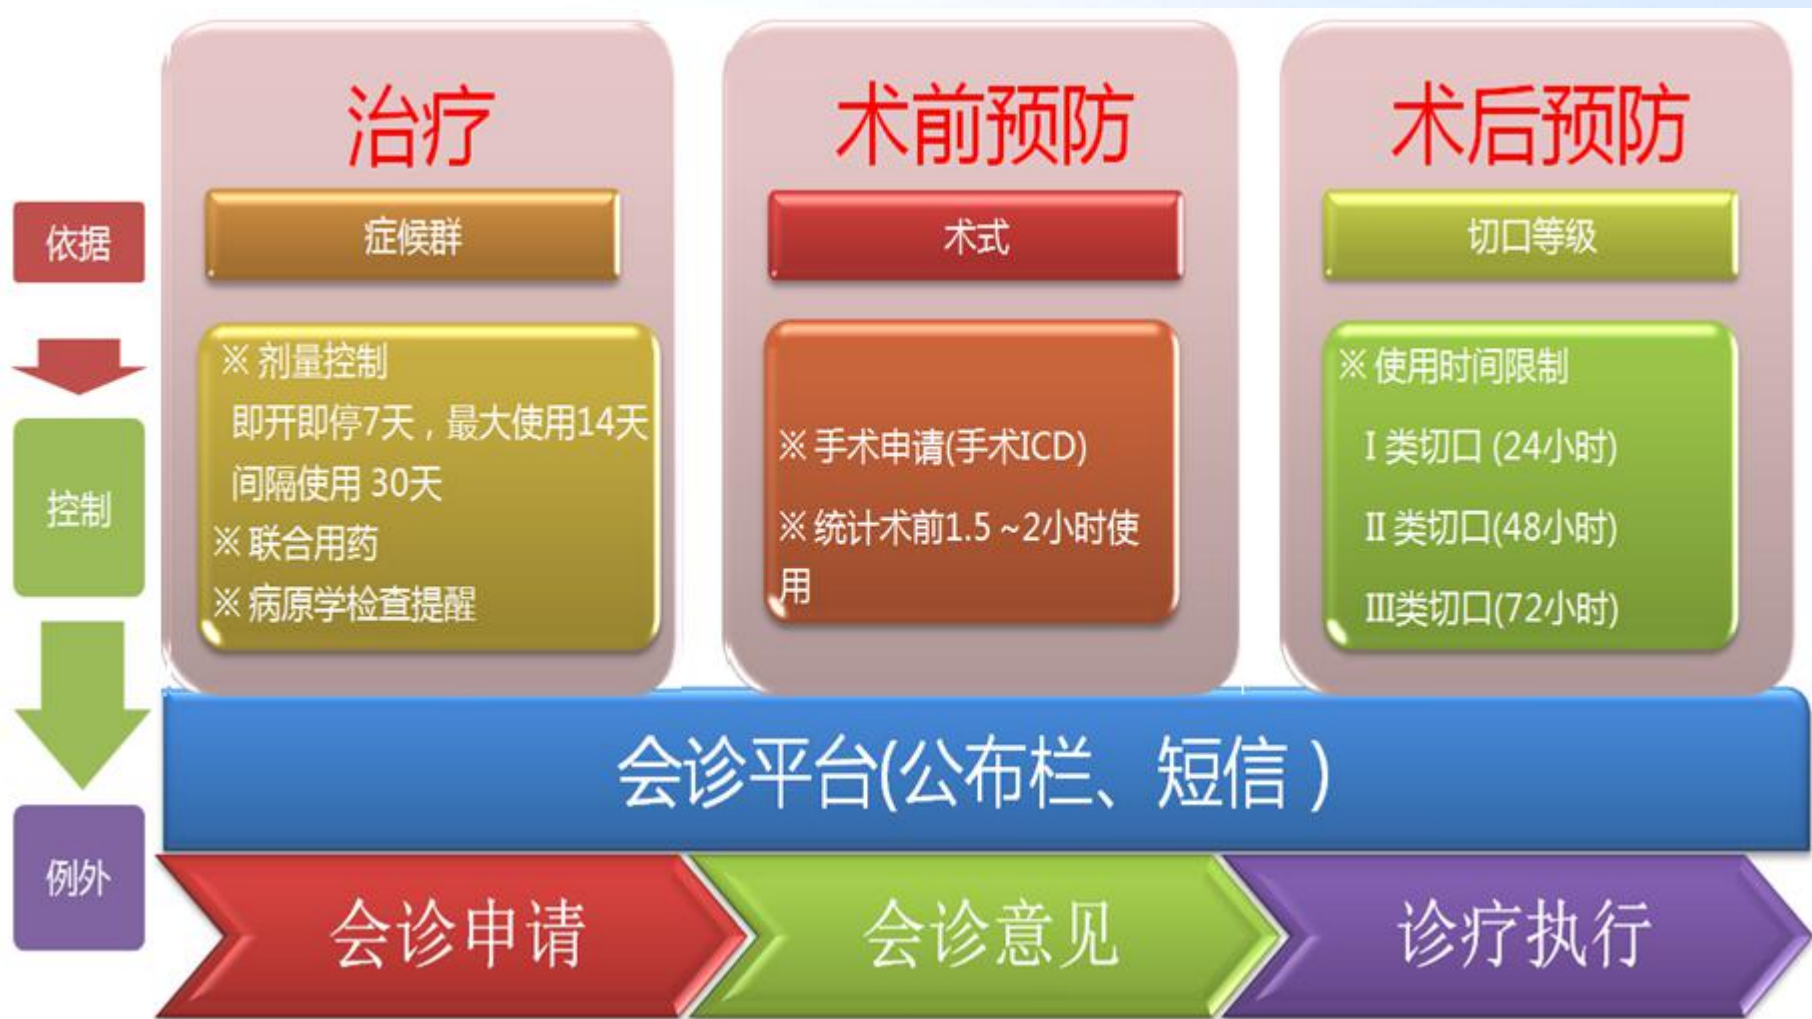 治疗
术前预防
术后预防
依据
症候群
术式
切口等级
控制
※ 剂量控制
即开即停7天，最大使用14天
间隔使用 30天
※ 联合用药
※ 病原学检查提醒
※ 手术申请(手术ICD)
※ 统计术前1.5 ~2小时使
用
※ 使用时间限制
I 类切口 (24小时)
II 类切口(48小时)
III类切口(72小时)
例外
会诊平台(公布栏、短信 )
会诊申请
会诊意见
诊疗执行